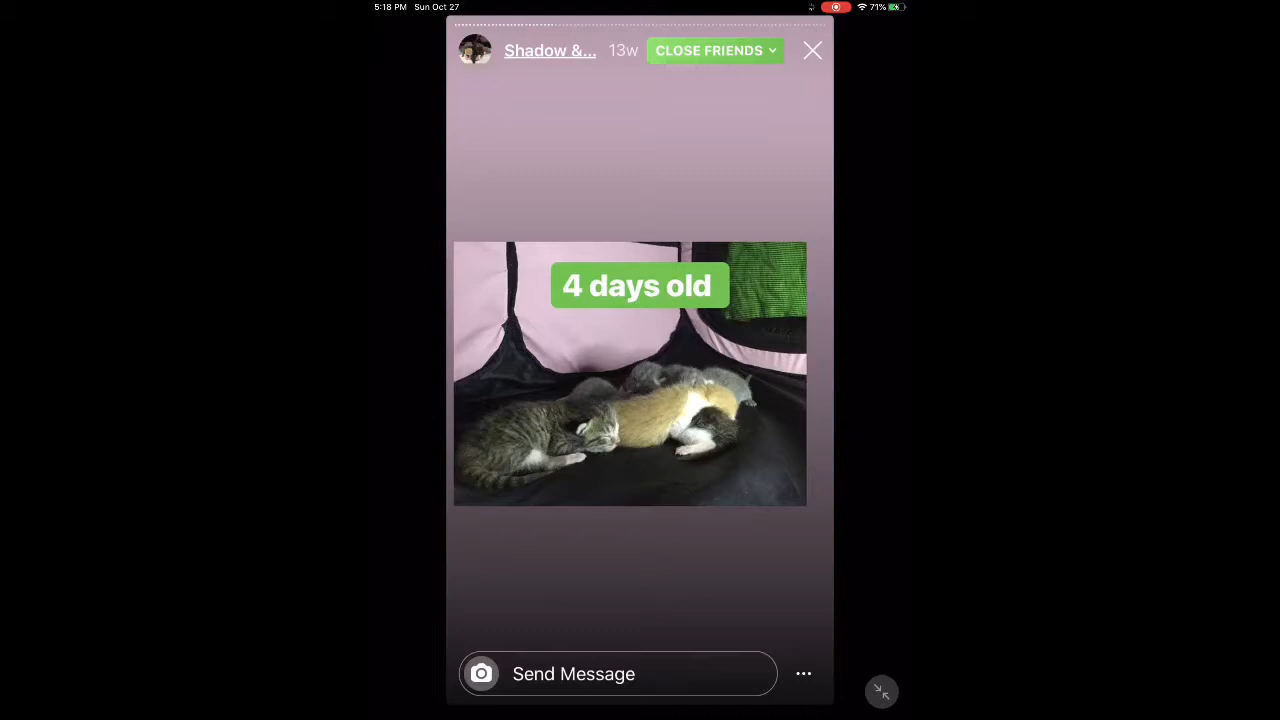 5:18 PM Sun Oct 27
71%
Shadow &... 13w CLOSE FRIENDS
4 days old
Send Message